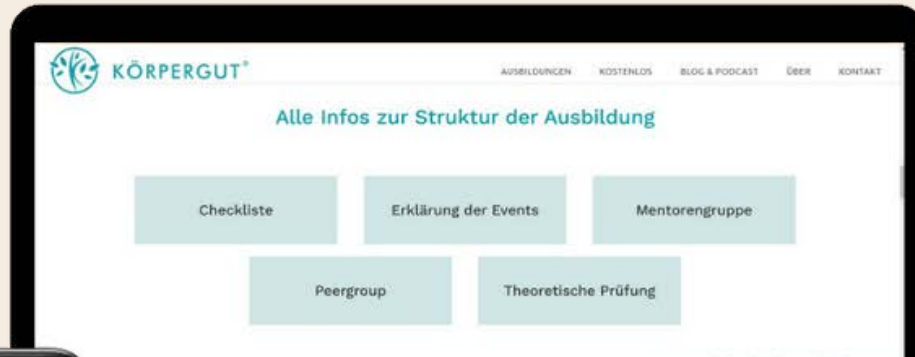 KÖRPERGUT®
AUSBILDUNGEN KOSTENLOS BLOG & PODCAST ÜBER KONTAKT
Alle Infos zur Struktur der Ausbildung
Checkliste Erklärung der Events Mentorengruppe
Peergroup Theoretische Prüfung